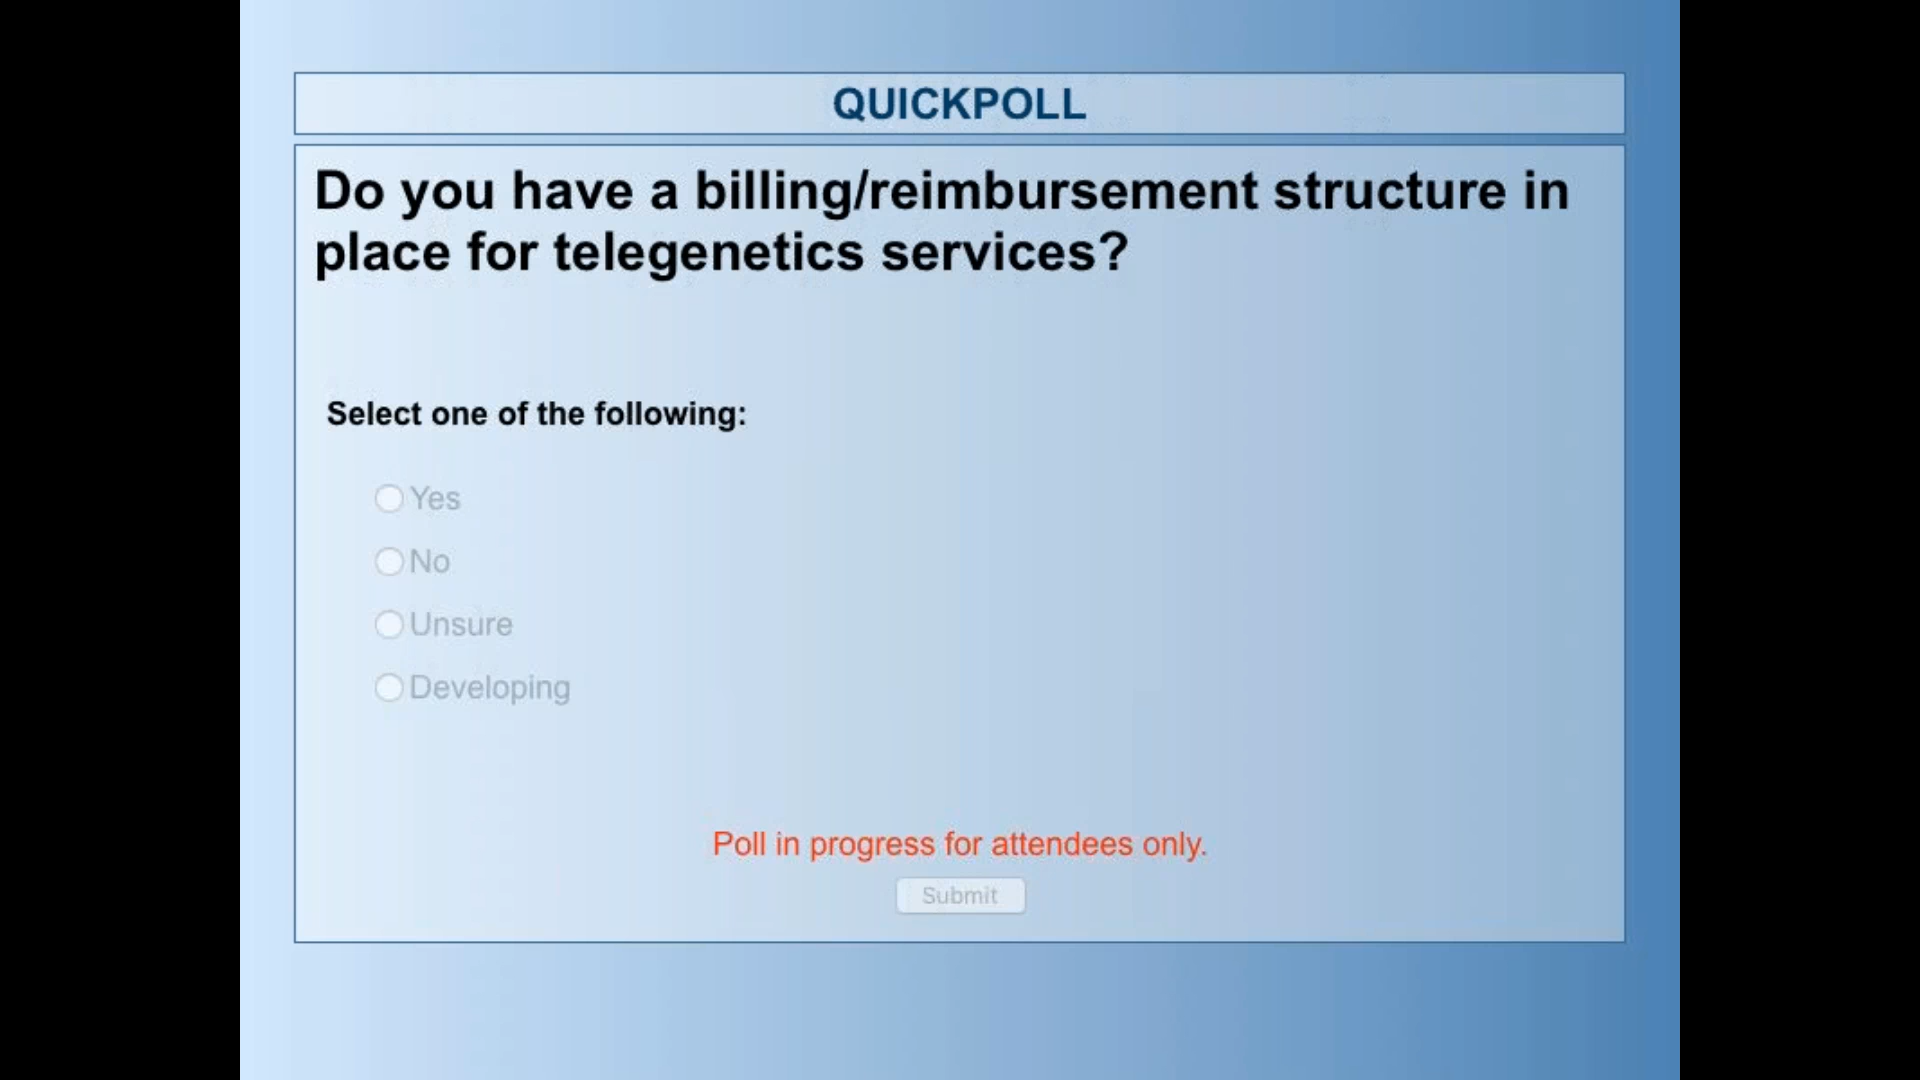 QUICKPOLL
Do you have a billing/reimbursement structure in
place for telegenetics services?
Select one of the following:
Yes
No
Unsure
Developing
Poll in progress for attendees only.
Submit